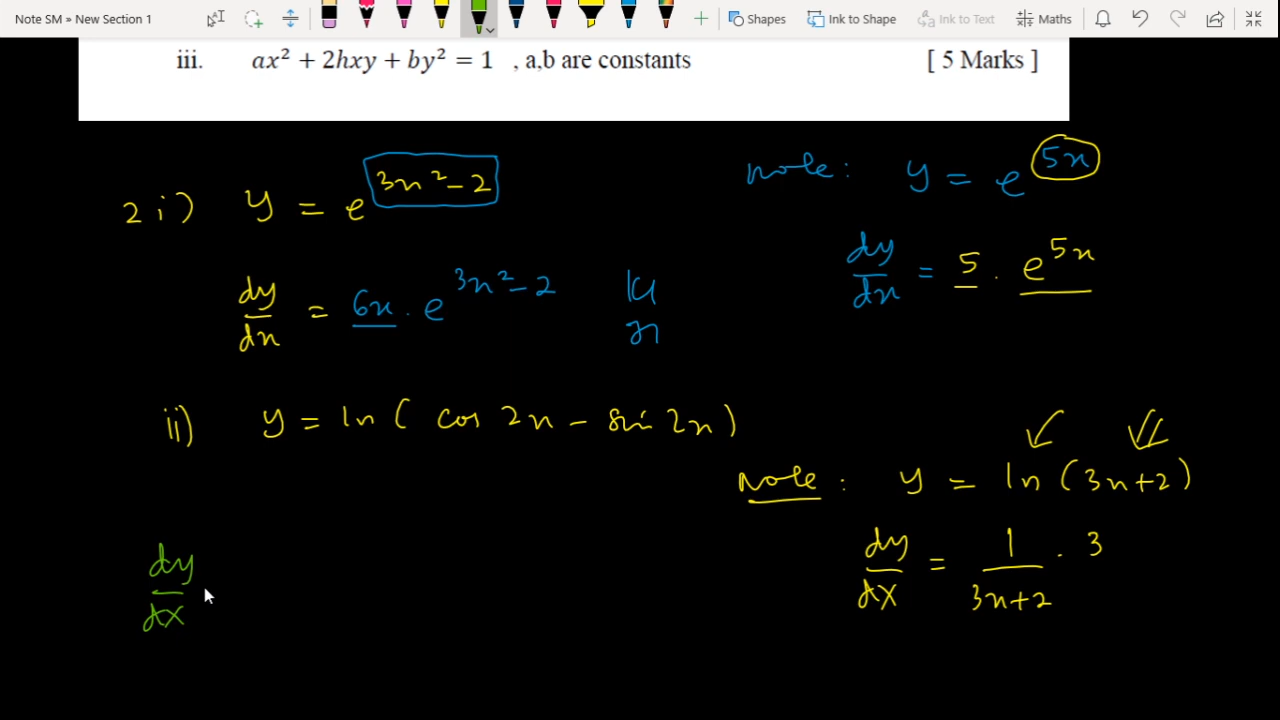 Note SM » New Section 1
Shapes
Ink to Shape
Ink to Text
Maths
iii. ax² + 2hxy + by² = 1 , a,b are constants [ 5 Marks ]
2 i) y = e^(3x² - 2)
Note: y = e^(5x)
dy/dx = 6x . e^(3x² - 2)
dy/dx = 5 . e^(5x)
ii) y = ln ( cos 2x - sin 2x )
Note : y = ln (3x+2)
dy/dx
dy/dx = 1/(3x+2) . 3